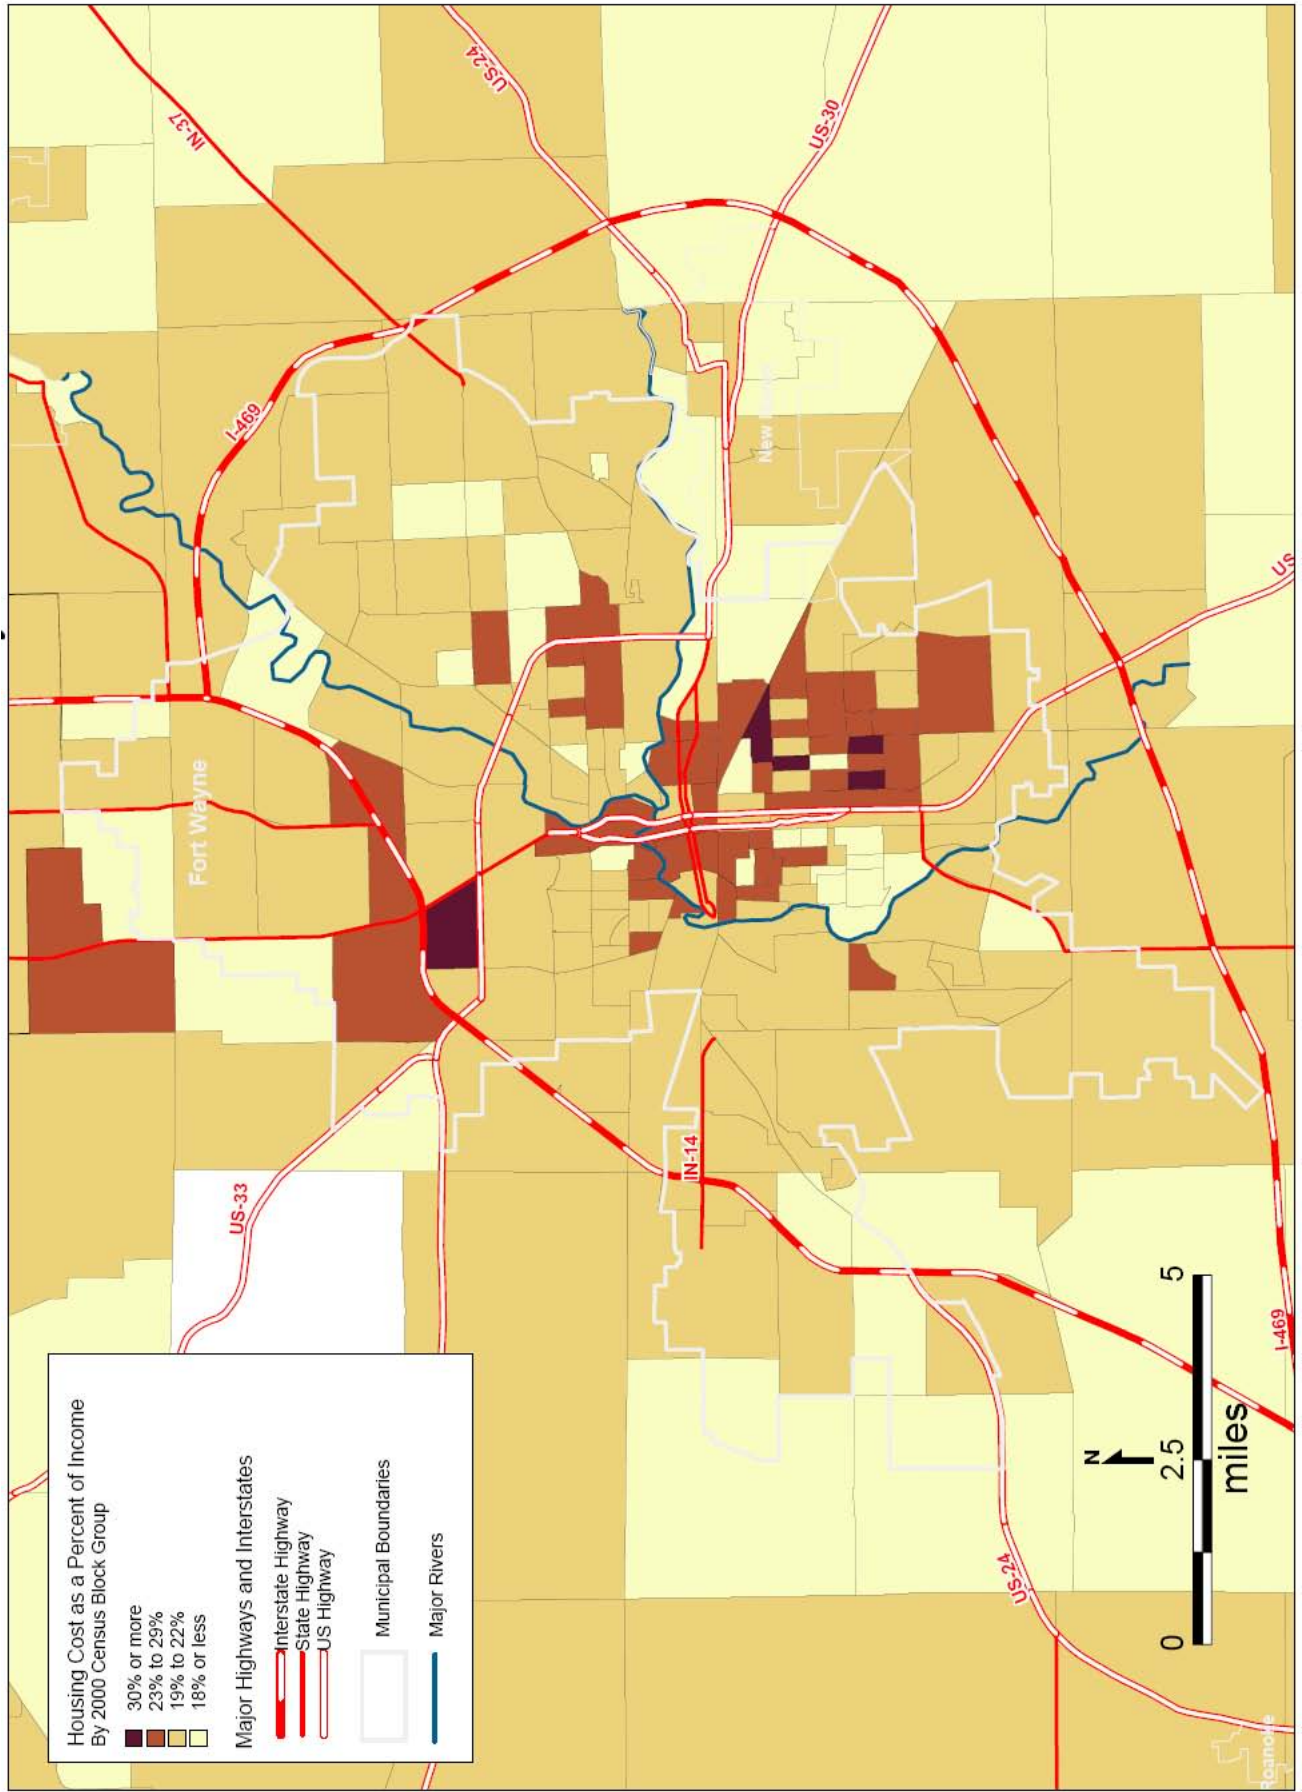 Housing Cost as a Percent of Income
By 2000 Census Block Group
30% or more
23% to 29%
19% to 22%
18% or less
Major Highways and Interstates
Interstate Highway
State Highway
US Highway
Municipal Boundaries
Major Rivers
US-33
Fort Wayne
I-469
IN-37
US-24
US-30
New Haven
IN-14
US
US-24
I-469
Roanoke
N
0
2.5
5
miles